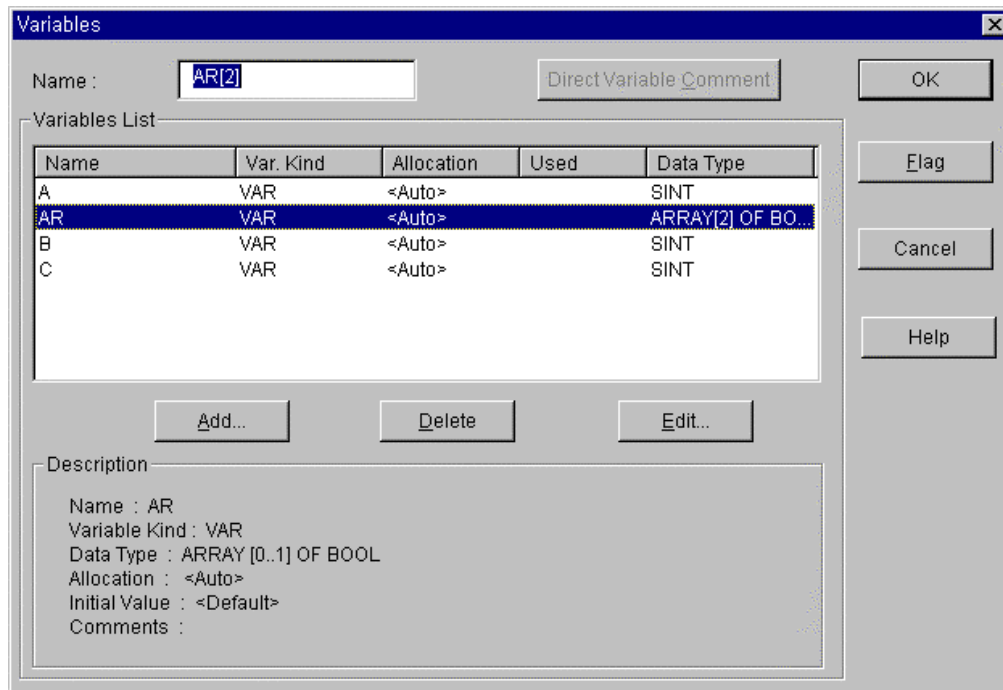 Variables
Name : AR[2] Direct Variable Comment OK
Variables List
Name Var. Kind Allocation Used Data Type Flag
A VAR <Auto> SINT
AR VAR <Auto> ARRAY[2] OF BO...
B VAR <Auto> SINT Cancel
C VAR <Auto> SINT
Help
Add... Delete Edit...
Description
Name : AR
Variable Kind : VAR
Data Type : ARRAY [0..1] OF BOOL
Allocation : <Auto>
Initial Value : <Default>
Comments :